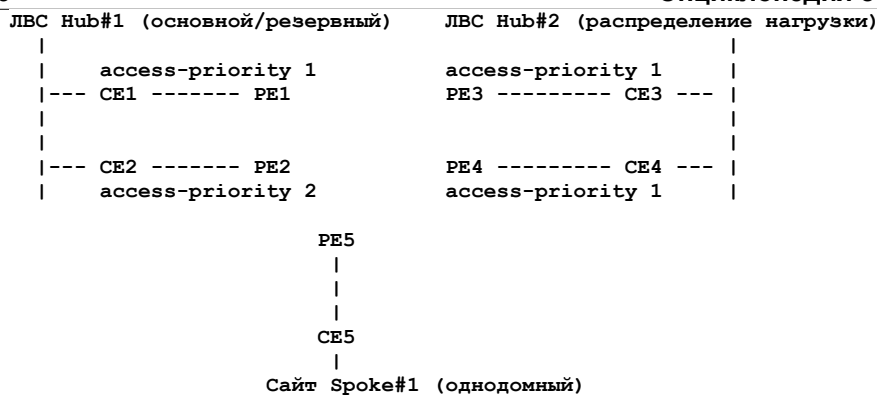 ЛВС Hub#1 (основной/резервный)    ЛВС Hub#2 (распределение нагрузки)
  |                                                   |
  |    access-priority 1          access-priority 1   |
  |--- CE1 ------- PE1            PE3 --------- CE3 --- |
  |                                                   |
  |                                                   |
  |--- CE2 ------- PE2            PE4 --------- CE4 --- |
  |    access-priority 2          access-priority 1   |
PE5
|
|
|
CE5
|
Сайт Spoke#1 (однодомный)